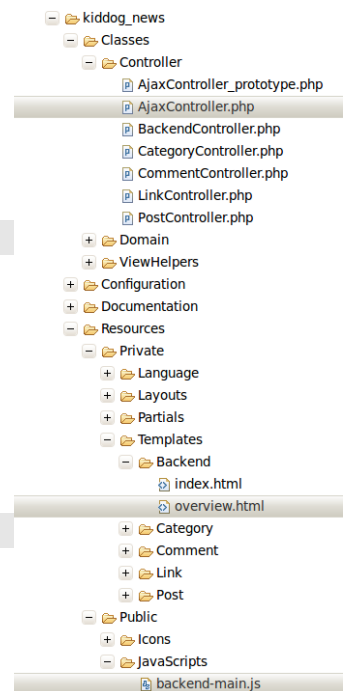 kiddog_news
Classes
Controller
AjaxController_prototype.php
AjaxController.php
BackendController.php
CategoryController.php
CommentController.php
LinkController.php
PostController.php
Domain
ViewHelpers
Configuration
Documentation
Resources
Private
Language
Layouts
Partials
Templates
Backend
index.html
overview.html
Category
Comment
Link
Post
Public
Icons
JavaScripts
backend-main.js